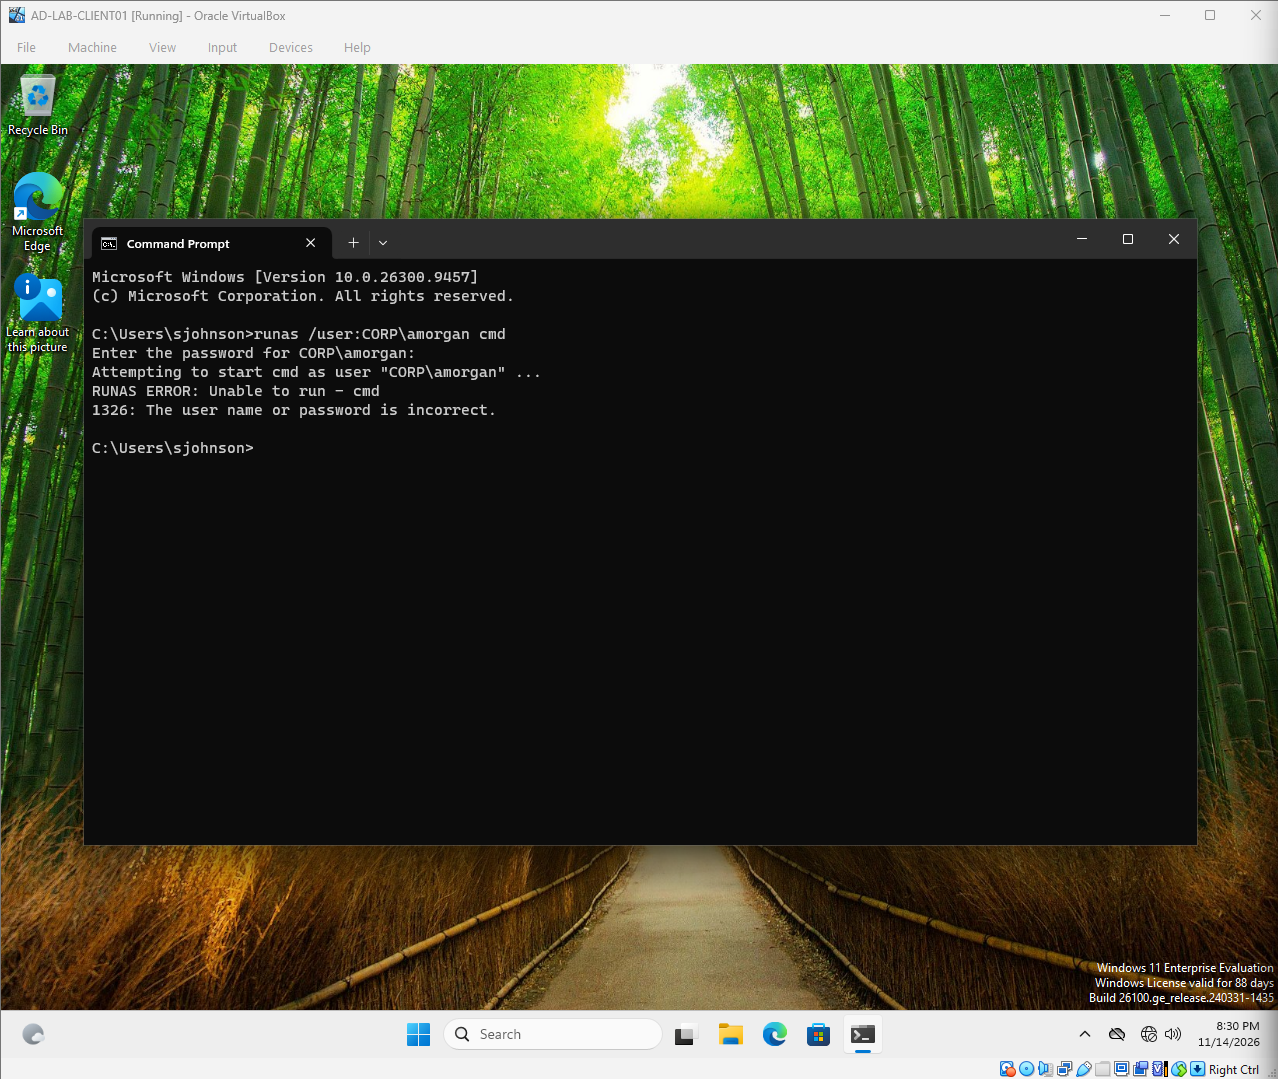 AD-LAB-CLIENT01 [Running] - Oracle VirtualBox
File Machine View Input Devices Help
Recycle Bin
Microsoft
Edge
Learn about
this picture
Command Prompt
Microsoft Windows [Version 10.0.26300.9457]
(c) Microsoft Corporation. All rights reserved.
C:\Users\sjohnson>runas /user:CORP\amorgan cmd
Enter the password for CORP\amorgan:
Attempting to start cmd as user "CORP\amorgan" ...
RUNAS ERROR: Unable to run - cmd
1326: The user name or password is incorrect.
C:\Users\sjohnson>
Windows 11 Enterprise Evaluation
Windows License valid for 88 days
Build 26100.ge_release.240331-1435
Search
8:30 PM
11/14/2026
Right Ctrl